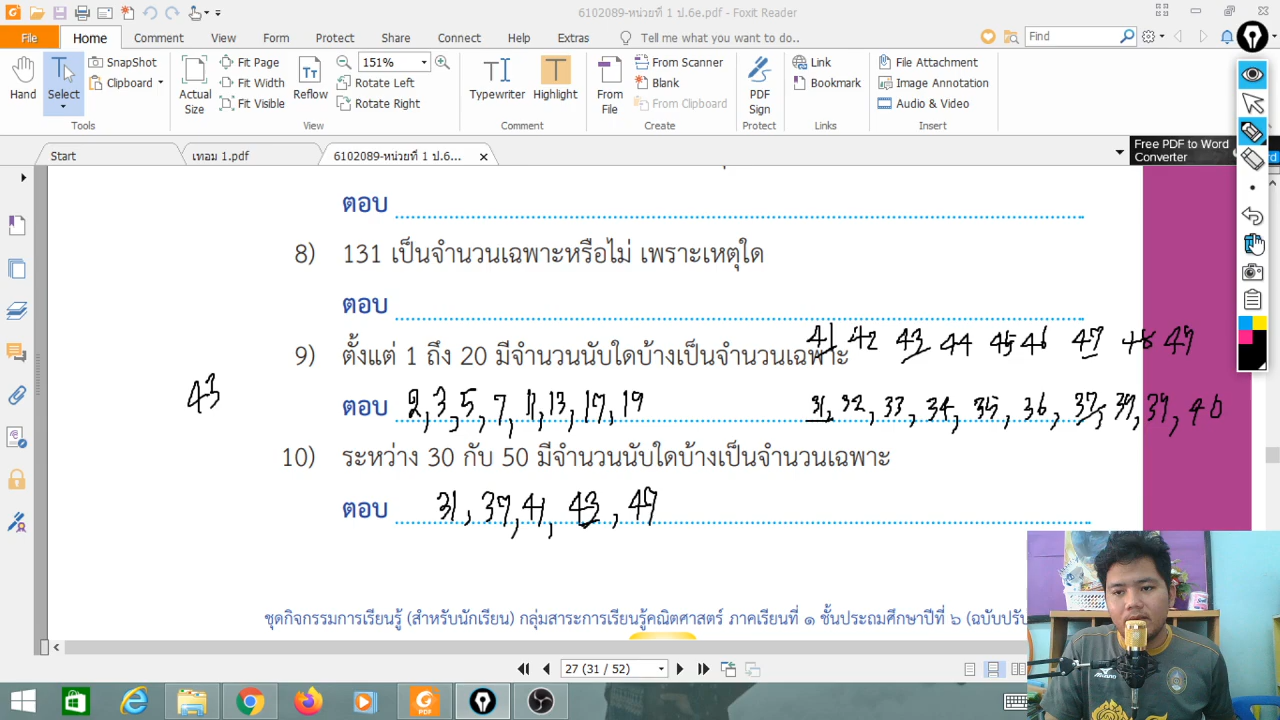 6102089-หน่วยที่ 1 ป.6e.pdf - Foxit Reader
File Home Comment View Form Protect Share Connect Help Extras Tell me what you want to do.. Find
Hand Select SnapShot Clipboard Tools
Actual Size Fit Page Fit Width Fit Visible Reflow 151% Rotate Left Rotate Right View
Typewriter Highlight Comment
From File From Scanner Blank From Clipboard Create
PDF Sign Protect
Link Bookmark Links
File Attachment Image Annotation Audio & Video Insert
Start เทอม 1.pdf 6102089-หน่วยที่ 1 ป.6...
Free PDF to Word Converter
ตอบ
8) 131 เป็นจำนวนเฉพาะหรือไม่ เพราะเหตุใด
ตอบ
41 42 43 44 45 46 47 48 49
9) ตั้งแต่ 1 ถึง 20 มีจำนวนนับใดบ้างเป็นจำนวนเฉพาะ
43
ตอบ 2, 3, 5, 7, 11, 13, 17, 19
31, 32, 33, 34, 35, 36, 37, 39, 39, 40
10) ระหว่าง 30 กับ 50 มีจำนวนนับใดบ้างเป็นจำนวนเฉพาะ
ตอบ 31, 37, 41, 43, 47
ชุดกิจกรรมการเรียนรู้ (สำหรับนักเรียน) กลุ่มสาระการเรียนรู้คณิตศาสตร์ ภาคเรียนที่ ๑ ชั้นประถมศึกษาปีที่ ๖ (ฉบับปรับ
27 (31 / 52)